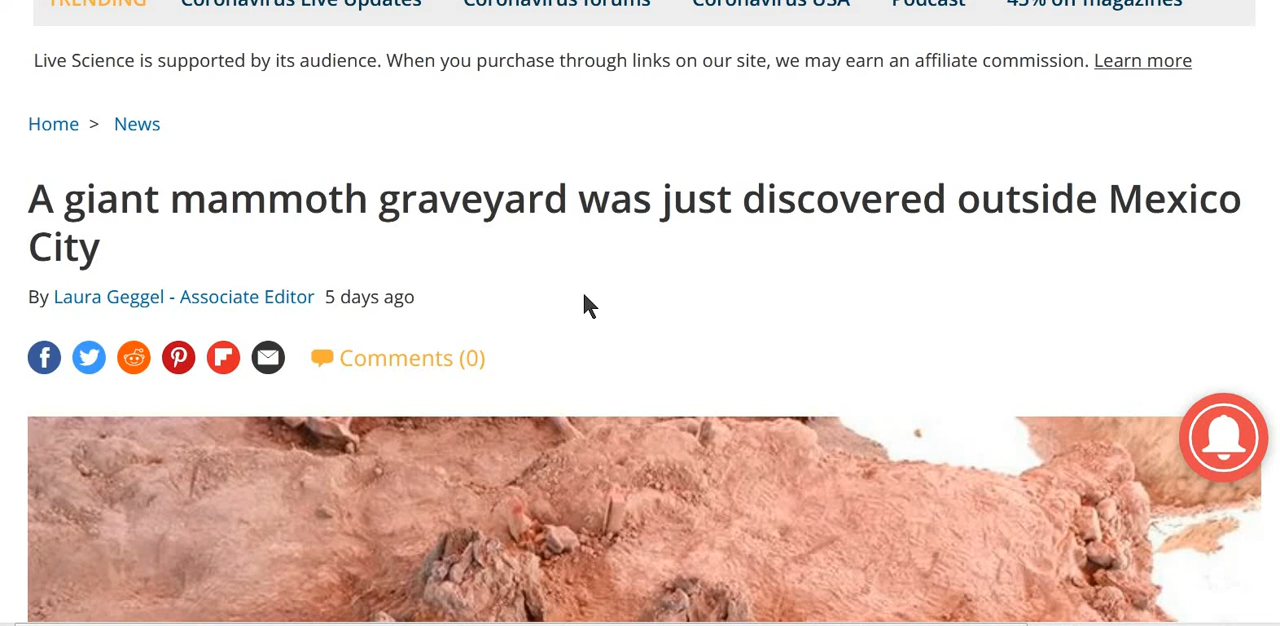 TRENDING Coronavirus Live Updates Coronavirus forums Coronavirus USA Podcast 45% off magazines
Live Science is supported by its audience. When you purchase through links on our site, we may earn an affiliate commission. Learn more
Home > News
A giant mammoth graveyard was just discovered outside Mexico
City
By Laura Geggel - Associate Editor 5 days ago
Comments (0)